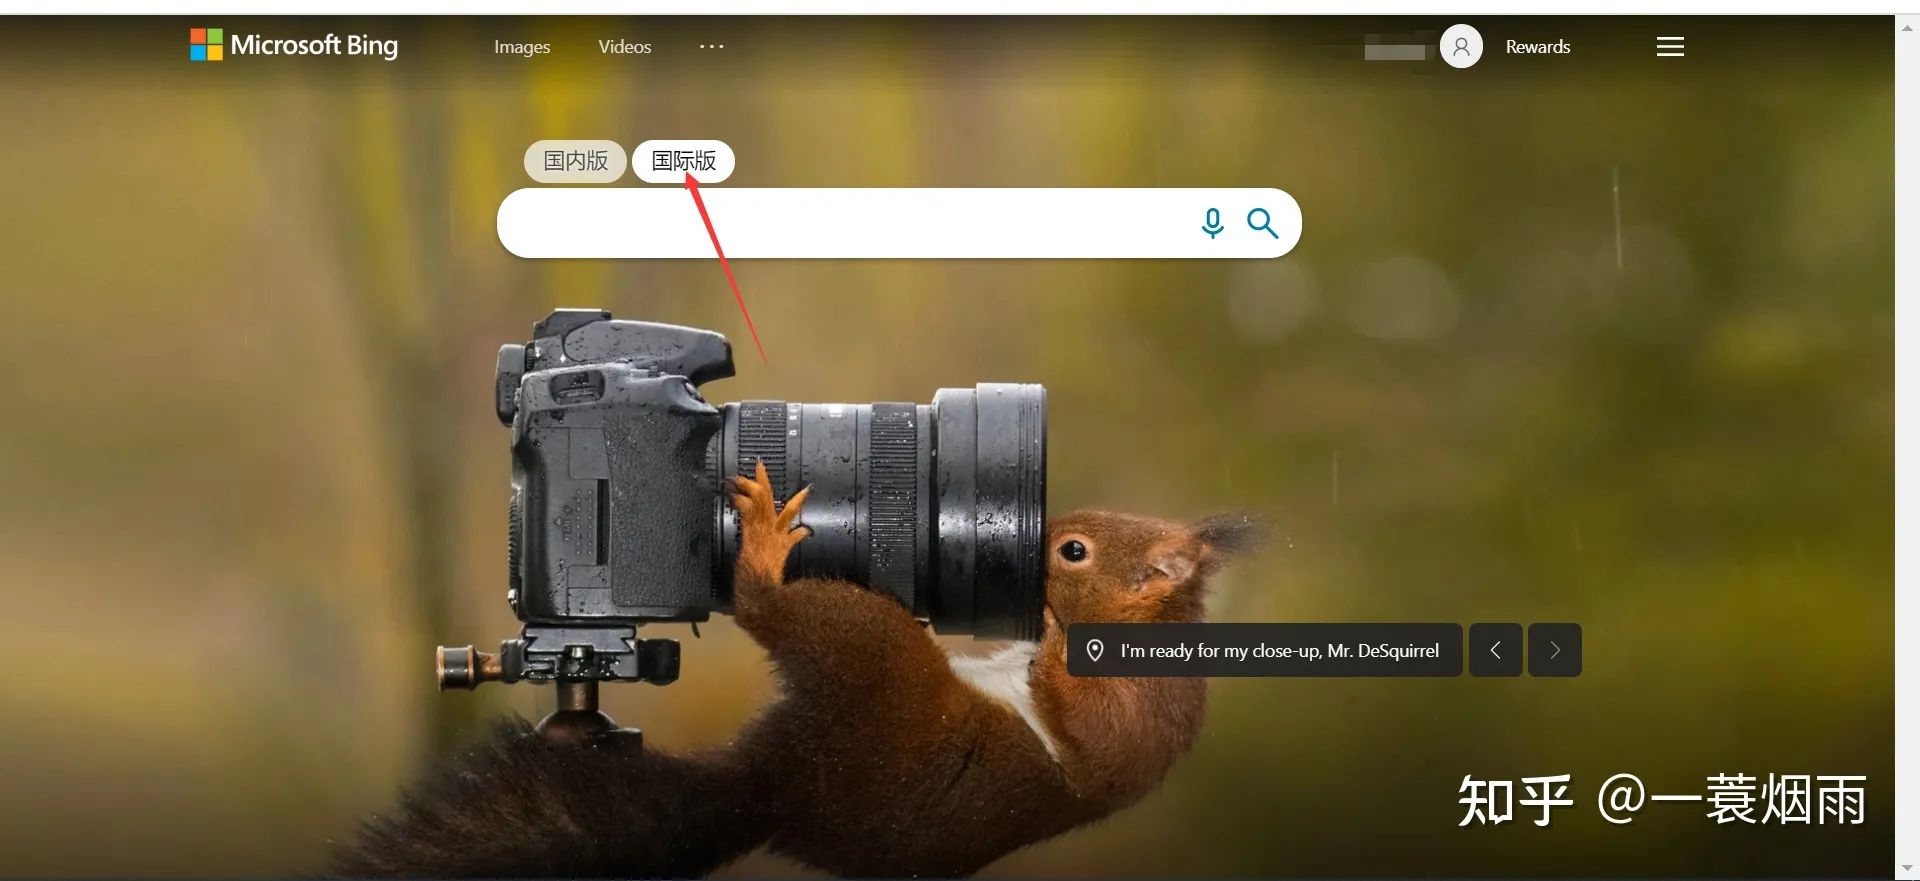 Microsoft Bing
Images
Videos
Rewards
国内版
国际版
I'm ready for my close-up, Mr. DeSquirrel
知乎 @一蓑烟雨